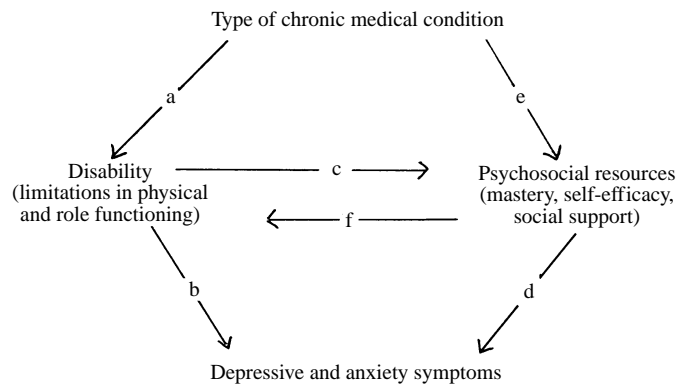 Type of chronic medical condition
a
e
Disability
(limitations in physical
and role functioning)
c
Psychosocial resources
(mastery, self-efficacy,
social support)
f
b
d
Depressive and anxiety symptoms